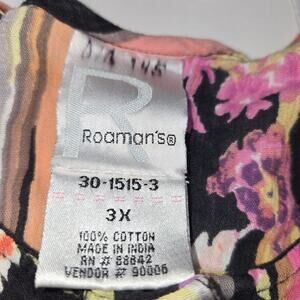 R
Roaman's®
30-1515-3
3X
100% COTTON
MADE IN INDIA
RN # 88842
VENDOR # 90006